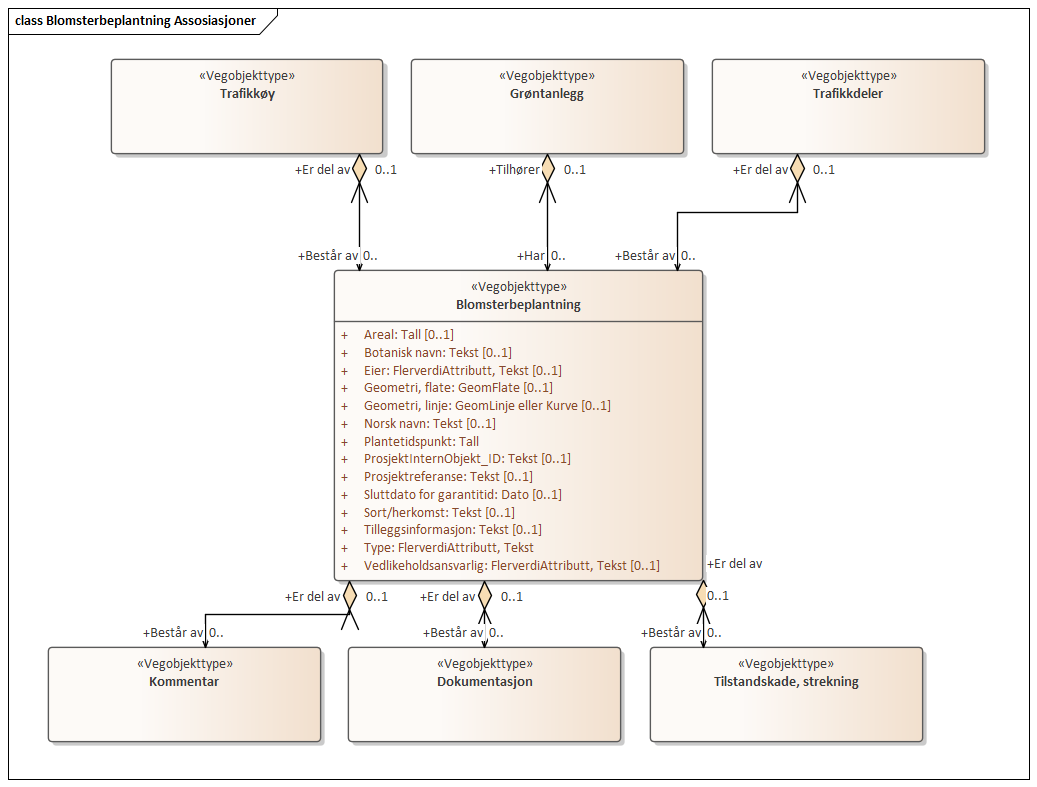 class Blomsterbeplantning Assosiasjoner
«Vegobjekttype»
Trafikkøy
«Vegobjekttype»
Grøntanlegg
«Vegobjekttype»
Trafikkdeler
+Er del av 0..1
+Tilhører 0..1
+Er del av 0..1
+Består av 0..
+Har 0..
+Består av 0..
«Vegobjekttype»
Blomsterbeplantning
+ Areal: Tall [0..1]
+ Botanisk navn: Tekst [0..1]
+ Eier: FlerverdiAttributt, Tekst [0..1]
+ Geometri, flate: GeomFlate [0..1]
+ Geometri, linje: GeomLinje eller Kurve [0..1]
+ Norsk navn: Tekst [0..1]
+ Plantetidspunkt: Tall
+ ProsjektInternObjekt_ID: Tekst [0..1]
+ Prosjektreferanse: Tekst [0..1]
+ Sluttdato for garantitid: Dato [0..1]
+ Sort/herkomst: Tekst [0..1]
+ Tilleggsinformasjon: Tekst [0..1]
+ Type: FlerverdiAttributt, Tekst
+ Vedlikeholdsansvarlig: FlerverdiAttributt, Tekst [0..1]
+Er del av 0..1
+Er del av 0..1
+Er del av
0..1
+Består av 0..
+Består av 0..
+Består av 0..
«Vegobjekttype»
Kommentar
«Vegobjekttype»
Dokumentasjon
«Vegobjekttype»
Tilstandskade, strekning